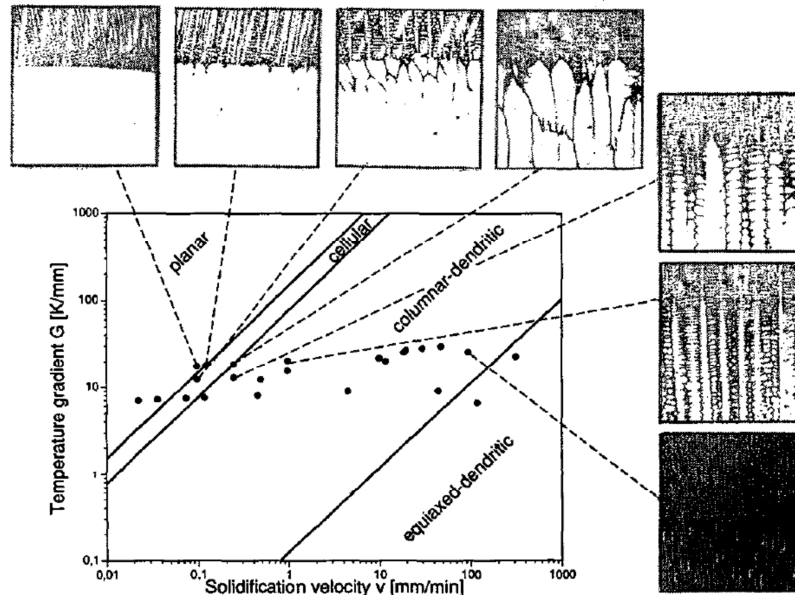 1000
100
10
1
0,1
Temperature gradient G [K/mm]
planar
cellular
columnar-dendritic
equiaxed-dendritic
0,01
0.1
1
10
100
1000
Solidification velocity v [mm/min]